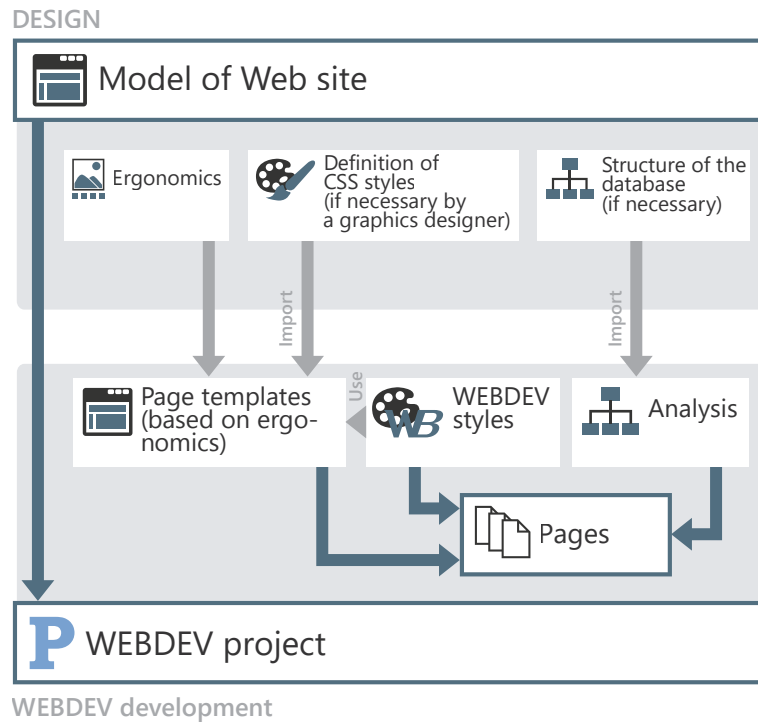 DESIGN
Model of Web site
Ergonomics
Definition of
CSS styles
(if necessary by
a graphics designer)
Structure of the
database
(if necessary)
Import
Import
Page templates
(based on ergo-
nomics)
Use
WB
WEBDEV
styles
Analysis
Pages
P
WEBDEV project
WEBDEV development